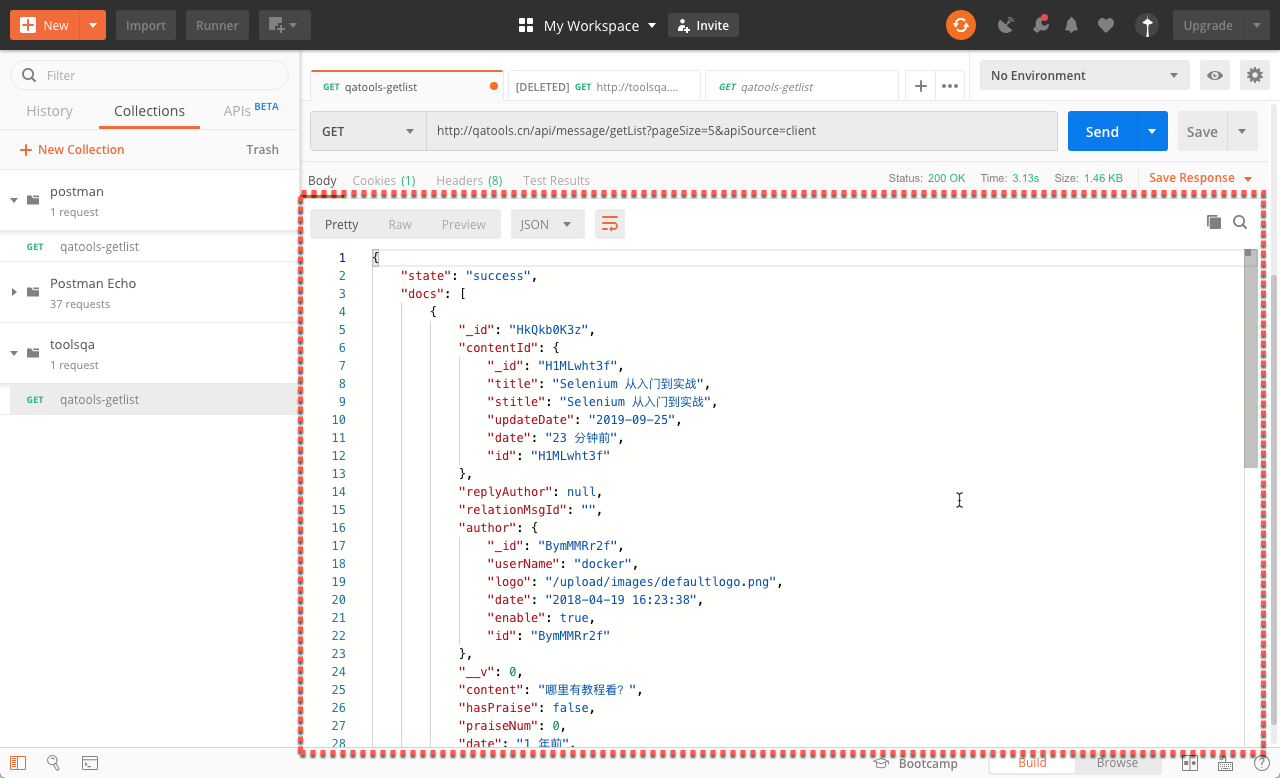 New Import Runner My Workspace Invite Upgrade
Filter
History Collections APIs BETA
New Collection Trash
postman
1 request
GET qatools-getlist
Postman Echo
37 requests
toolsqa
1 request
GET qatools-getlist
GET qatools-getlist [DELETED] GET http://toolsqa.... GET qatools-getlist No Environment
GET http://qatools.cn/api/message/getList?pageSize=5&apiSource=client Send Save
Body Cookies (1) Headers (8) Test Results Status: 200 OK Time: 3.13s Size: 1.46 KB Save Response
Pretty Raw Preview JSON
1 {
2 "state": "success",
3 "docs": [
4 {
5 "_id": "HkQkb0K3z",
6 "contentId": {
7 "_id": "H1MLwht3f",
8 "title": "Selenium 从入门到实战",
9 "stitle": "Selenium 从入门到实战",
10 "updateDate": "2019-09-25",
11 "date": "23 分钟前",
12 "id": "H1MLwht3f"
13 },
14 "replyAuthor": null,
15 "relationMsgId": "",
16 "author": {
17 "_id": "BymMMRr2f",
18 "userName": "docker",
19 "logo": "/upload/images/defaultlogo.png",
20 "date": "2018-04-19 16:23:38",
21 "enable": true,
22 "id": "BymMMRr2f"
23 },
24 "__v": 0,
25 "content": "哪里有教程看？",
26 "hasPraise": false,
27 "praiseNum": 0,
28 "date": "1 年前",
Bootcamp Build Browse